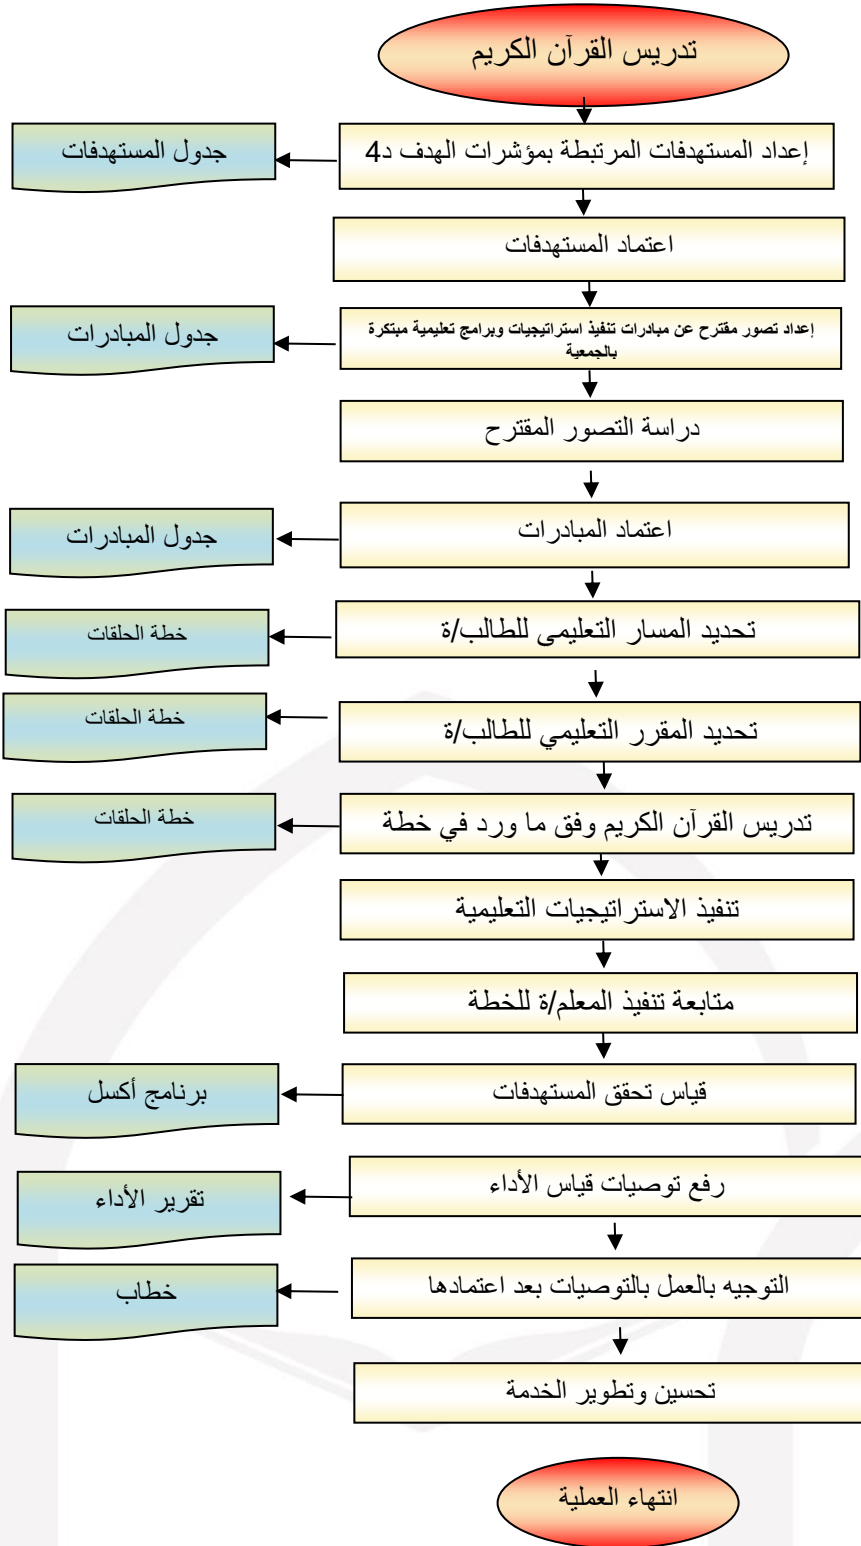 تدريس القرآن الكريم
إعداد المستهدفات المرتبطة بمؤشرات الهدف د4
جدول المستهدفات
اعتماد المستهدفات
إعداد تصور مقترح عن مبادرات تنفيذ استراتيجيات وبرامج تعليمية مبتكرة
بالجمعية
جدول المبادرات
دراسة التصور المقترح
اعتماد المبادرات
جدول المبادرات
تحديد المسار التعليمي للطالب/ة
خطة الحلقات
تحديد المقرر التعليمي للطالب/ة
خطة الحلقات
تدريس القرآن الكريم وفق ما ورد في خطة
خطة الحلقات
تنفيذ الاستراتيجيات التعليمية
متابعة تنفيذ المعلم/ة للخطة
قياس تحقق المستهدفات
برنامج أكسل
رفع توصيات قياس الأداء
تقرير الأداء
التوجيه بالعمل بالتوصيات بعد اعتمادها
خطاب
تحسين وتطوير الخدمة
انتهاء العملية